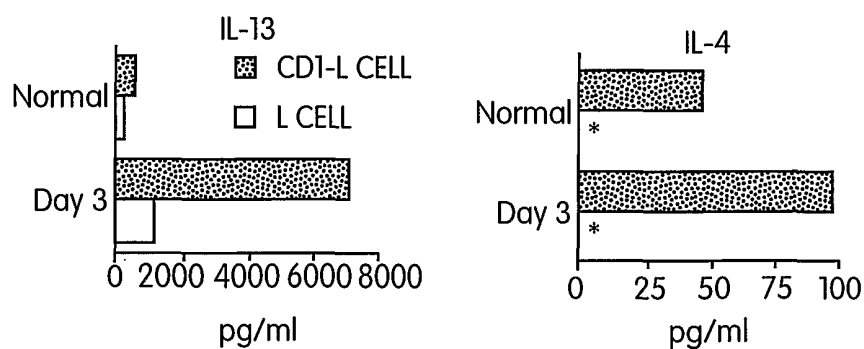 IL-13
CD1-L CELL
L CELL
Normal
Day 3
0 2000 4000 6000 8000
pg/ml
IL-4
Normal
*
Day 3
*
0 25 50 75 100
pg/ml